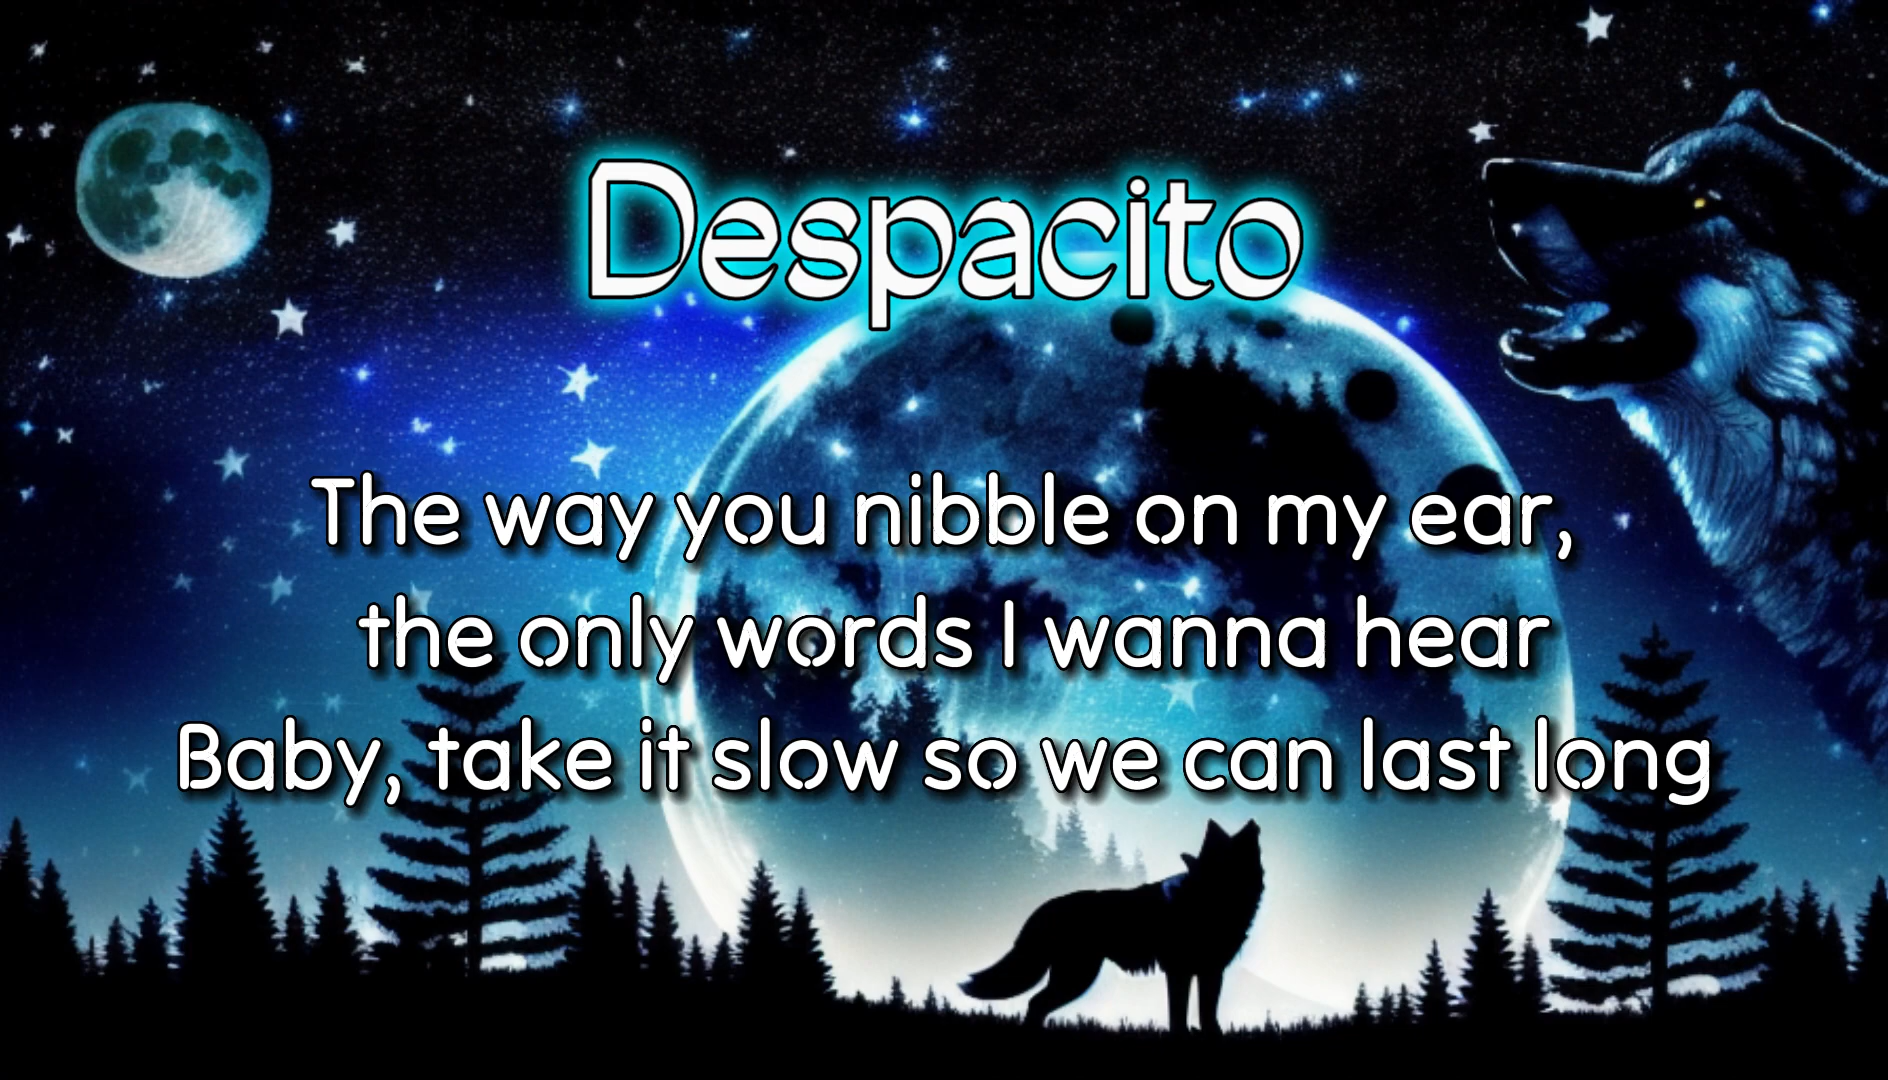 Despacito
The way you nibble on my ear,
the only words I wanna hear
Baby, take it slow so we can last long